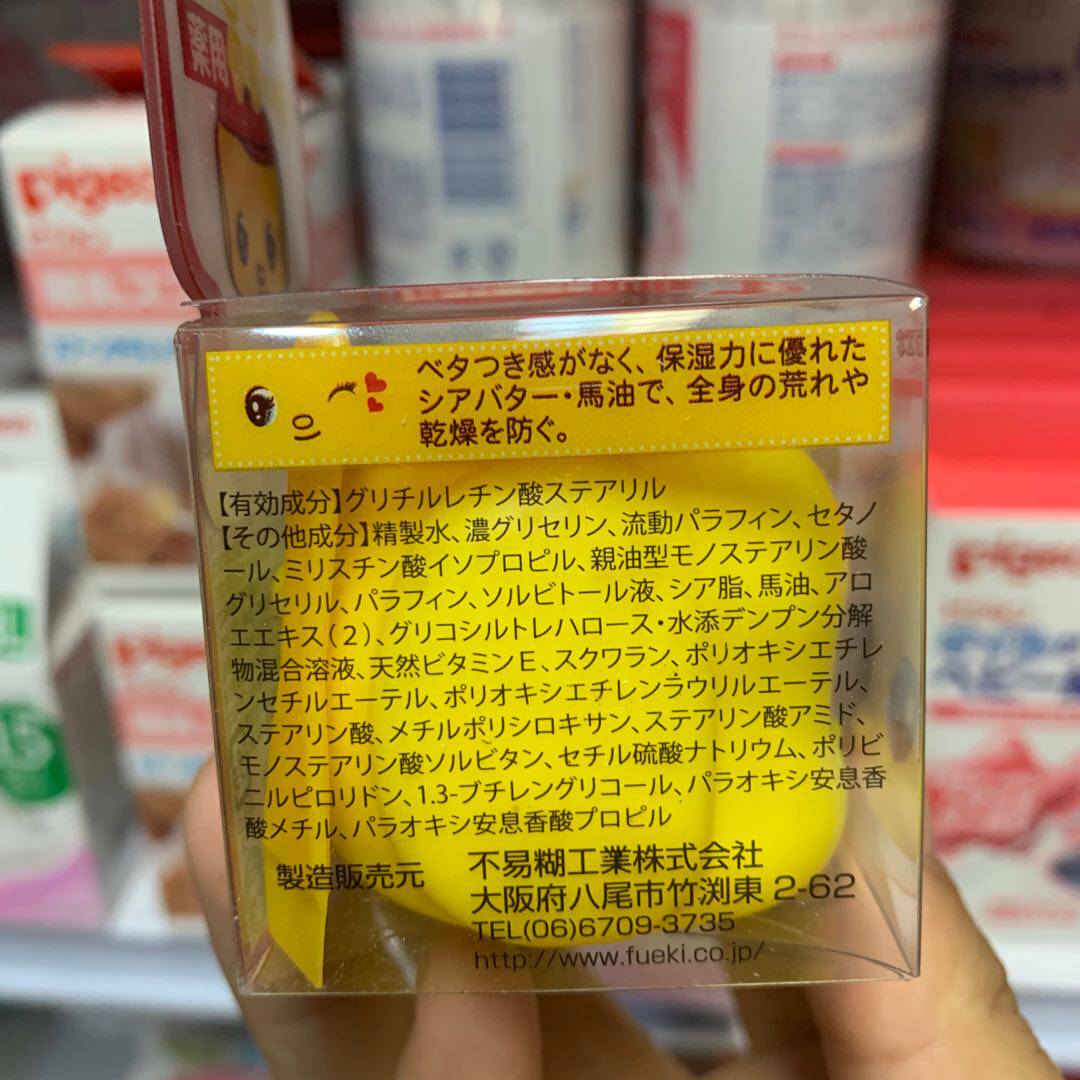 薬用
ベタつき感がなく、保湿力に優れた
シアバター・馬油で、全身の荒れや
乾燥を防ぐ。
【有効成分】グリチルレチン酸ステアリル
【その他成分】精製水、濃グリセリン、流動パラフィン、セタノ
ール、ミリスチン酸イソプロピル、親油型モノステアリン酸
グリセリル、パラフィン、ソルビトール液、シア脂、馬油、アロ
エエキス（2）、グリコシルトレハロース・水添デンプン分解
物混合溶液、天然ビタミンE、スクワラン、ポリオキシエチレ
ンセチルエーテル、ポリオキシエチレンラウリルエーテル、
ステアリン酸、メチルポリシロキサン、ステアリン酸アミド、
モノステアリン酸ソルビタン、セチル硫酸ナトリウム、ポリビ
ニルピロリドン、1.3-ブチレングリコール、パラオキシ安息香
酸メチル、パラオキシ安息香酸プロピル
製造販売元 不易糊工業株式会社
大阪府八尾市竹渕東2-62
TEL(06)6709-3735
http://www.fueki.co.jp/